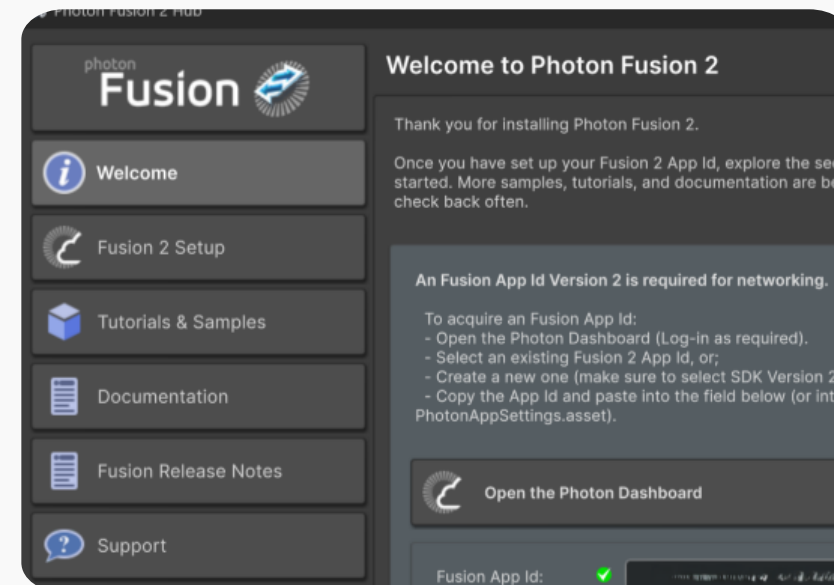 Photon Fusion 2 Hub
photon
Fusion
Welcome
Fusion 2 Setup
Tutorials & Samples
Documentation
Fusion Release Notes
Support
Welcome to Photon Fusion 2
Thank you for installing Photon Fusion 2.
Once you have set up your Fusion 2 App Id, explore the
started. More samples, tutorials, and documentation are
check back often.
An Fusion App Id Version 2 is required for networking.
To acquire an Fusion App Id:
- Open the Photon Dashboard (Log-in as required).
- Select an existing Fusion 2 App Id, or;
- Create a new one (make sure to select SDK Version 2
- Copy the App Id and paste into the field below (or
PhotonAppSettings.asset).
Open the Photon Dashboard
Fusion App Id: